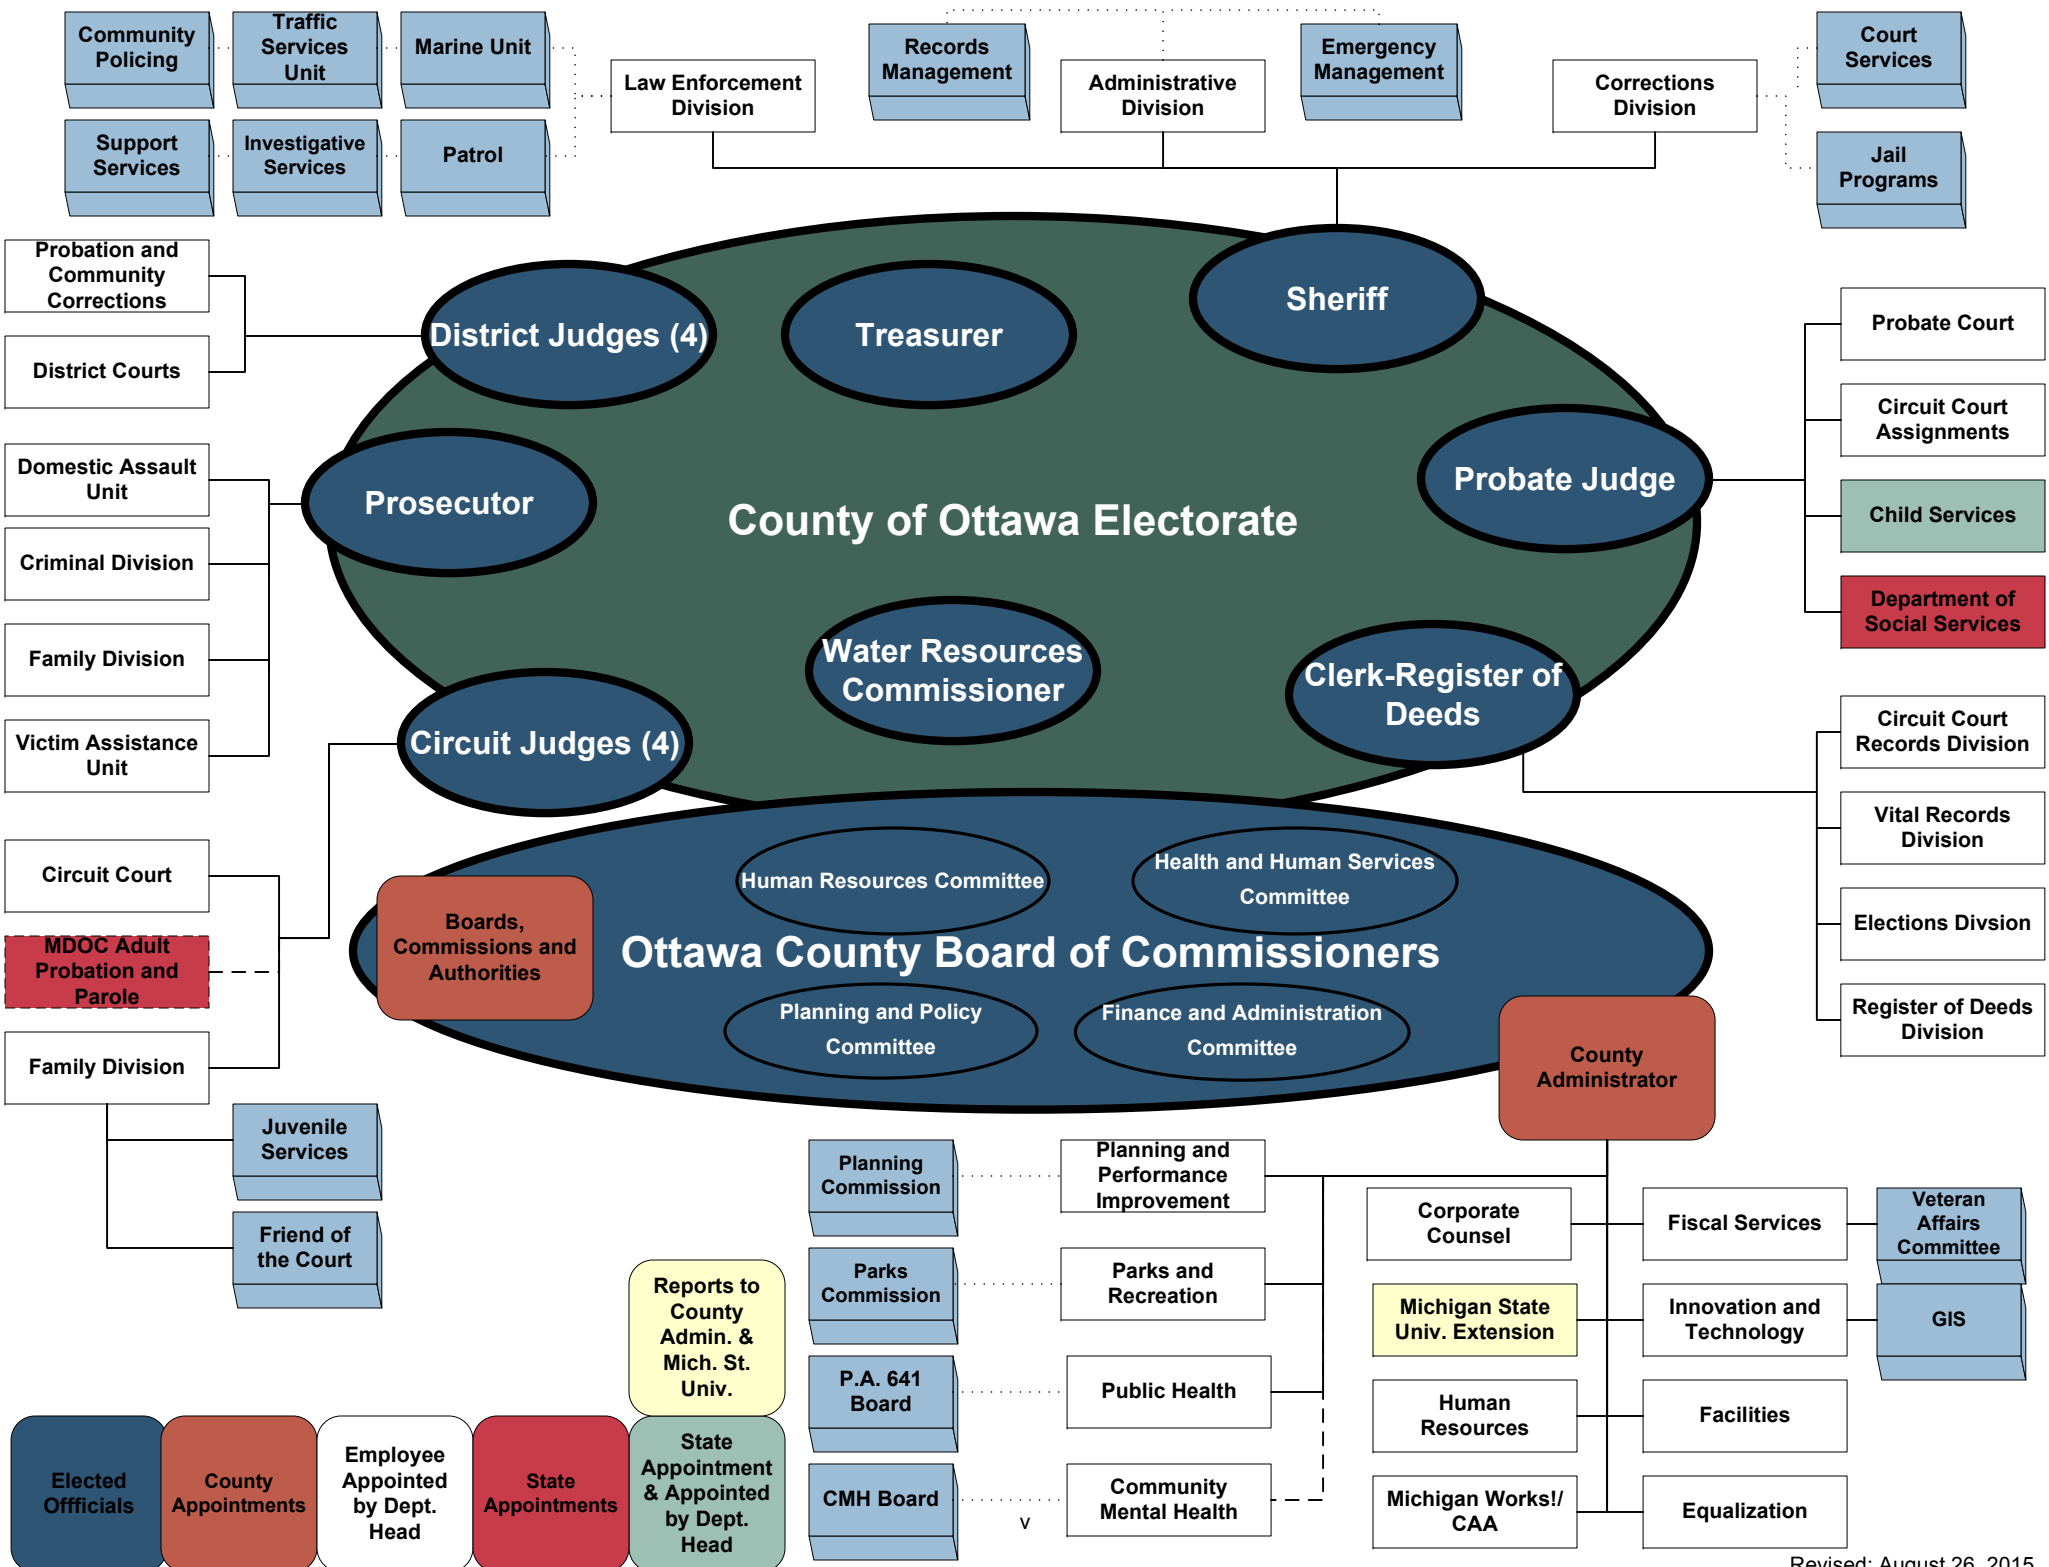 Community
Policing
Traffic
Services
Unit
Marine Unit
Support
Services
Investigative
Services
Patrol
Law Enforcement
Division
Records
Management
Administrative
Division
Emergency
Management
Corrections
Division
Court
Services
Jail
Programs
Probation and
Community
Corrections
District Courts
District Judges (4)
Treasurer
Sheriff
Probate Court
Circuit Court
Assignments
Child Services
Department of
Social Services
Probate Judge
Domestic Assault
Unit
Criminal Division
Family Division
Victim Assistance
Unit
Prosecutor
County of Ottawa Electorate
Water Resources
Commissioner
Clerk-Register of
Deeds
Circuit Judges (4)
Circuit Court
Records Division
Vital Records
Division
Elections Divsion
Register of Deeds
Division
Circuit Court
MDOC Adult
Probation and
Parole
Family Division
Juvenile
Services
Friend of
the Court
Boards,
Commissions and
Authorities
Human Resources Committee
Health and Human Services
Committee
Ottawa County Board of Commissioners
Planning and Policy
Committee
Finance and Administration
Committee
County
Administrator
Planning
Commission
Planning and
Performance
Improvement
Parks
Commission
Parks and
Recreation
P.A. 641
Board
Public Health
CMH Board
v
Community
Mental Health
Corporate
Counsel
Fiscal Services
Veteran
Affairs
Committee
Michigan State
Univ. Extension
Innovation and
Technology
GIS
Human
Resources
Facilities
Michigan Works!/
CAA
Equalization
Reports to
County
Admin. &
Mich. St.
Univ.
Elected
Offficials
County
Appointments
Employee
Appointed
by Dept.
Head
State
Appointments
State
Appointment
& Appointed
by Dept.
Head
Revised: August 26, 2015